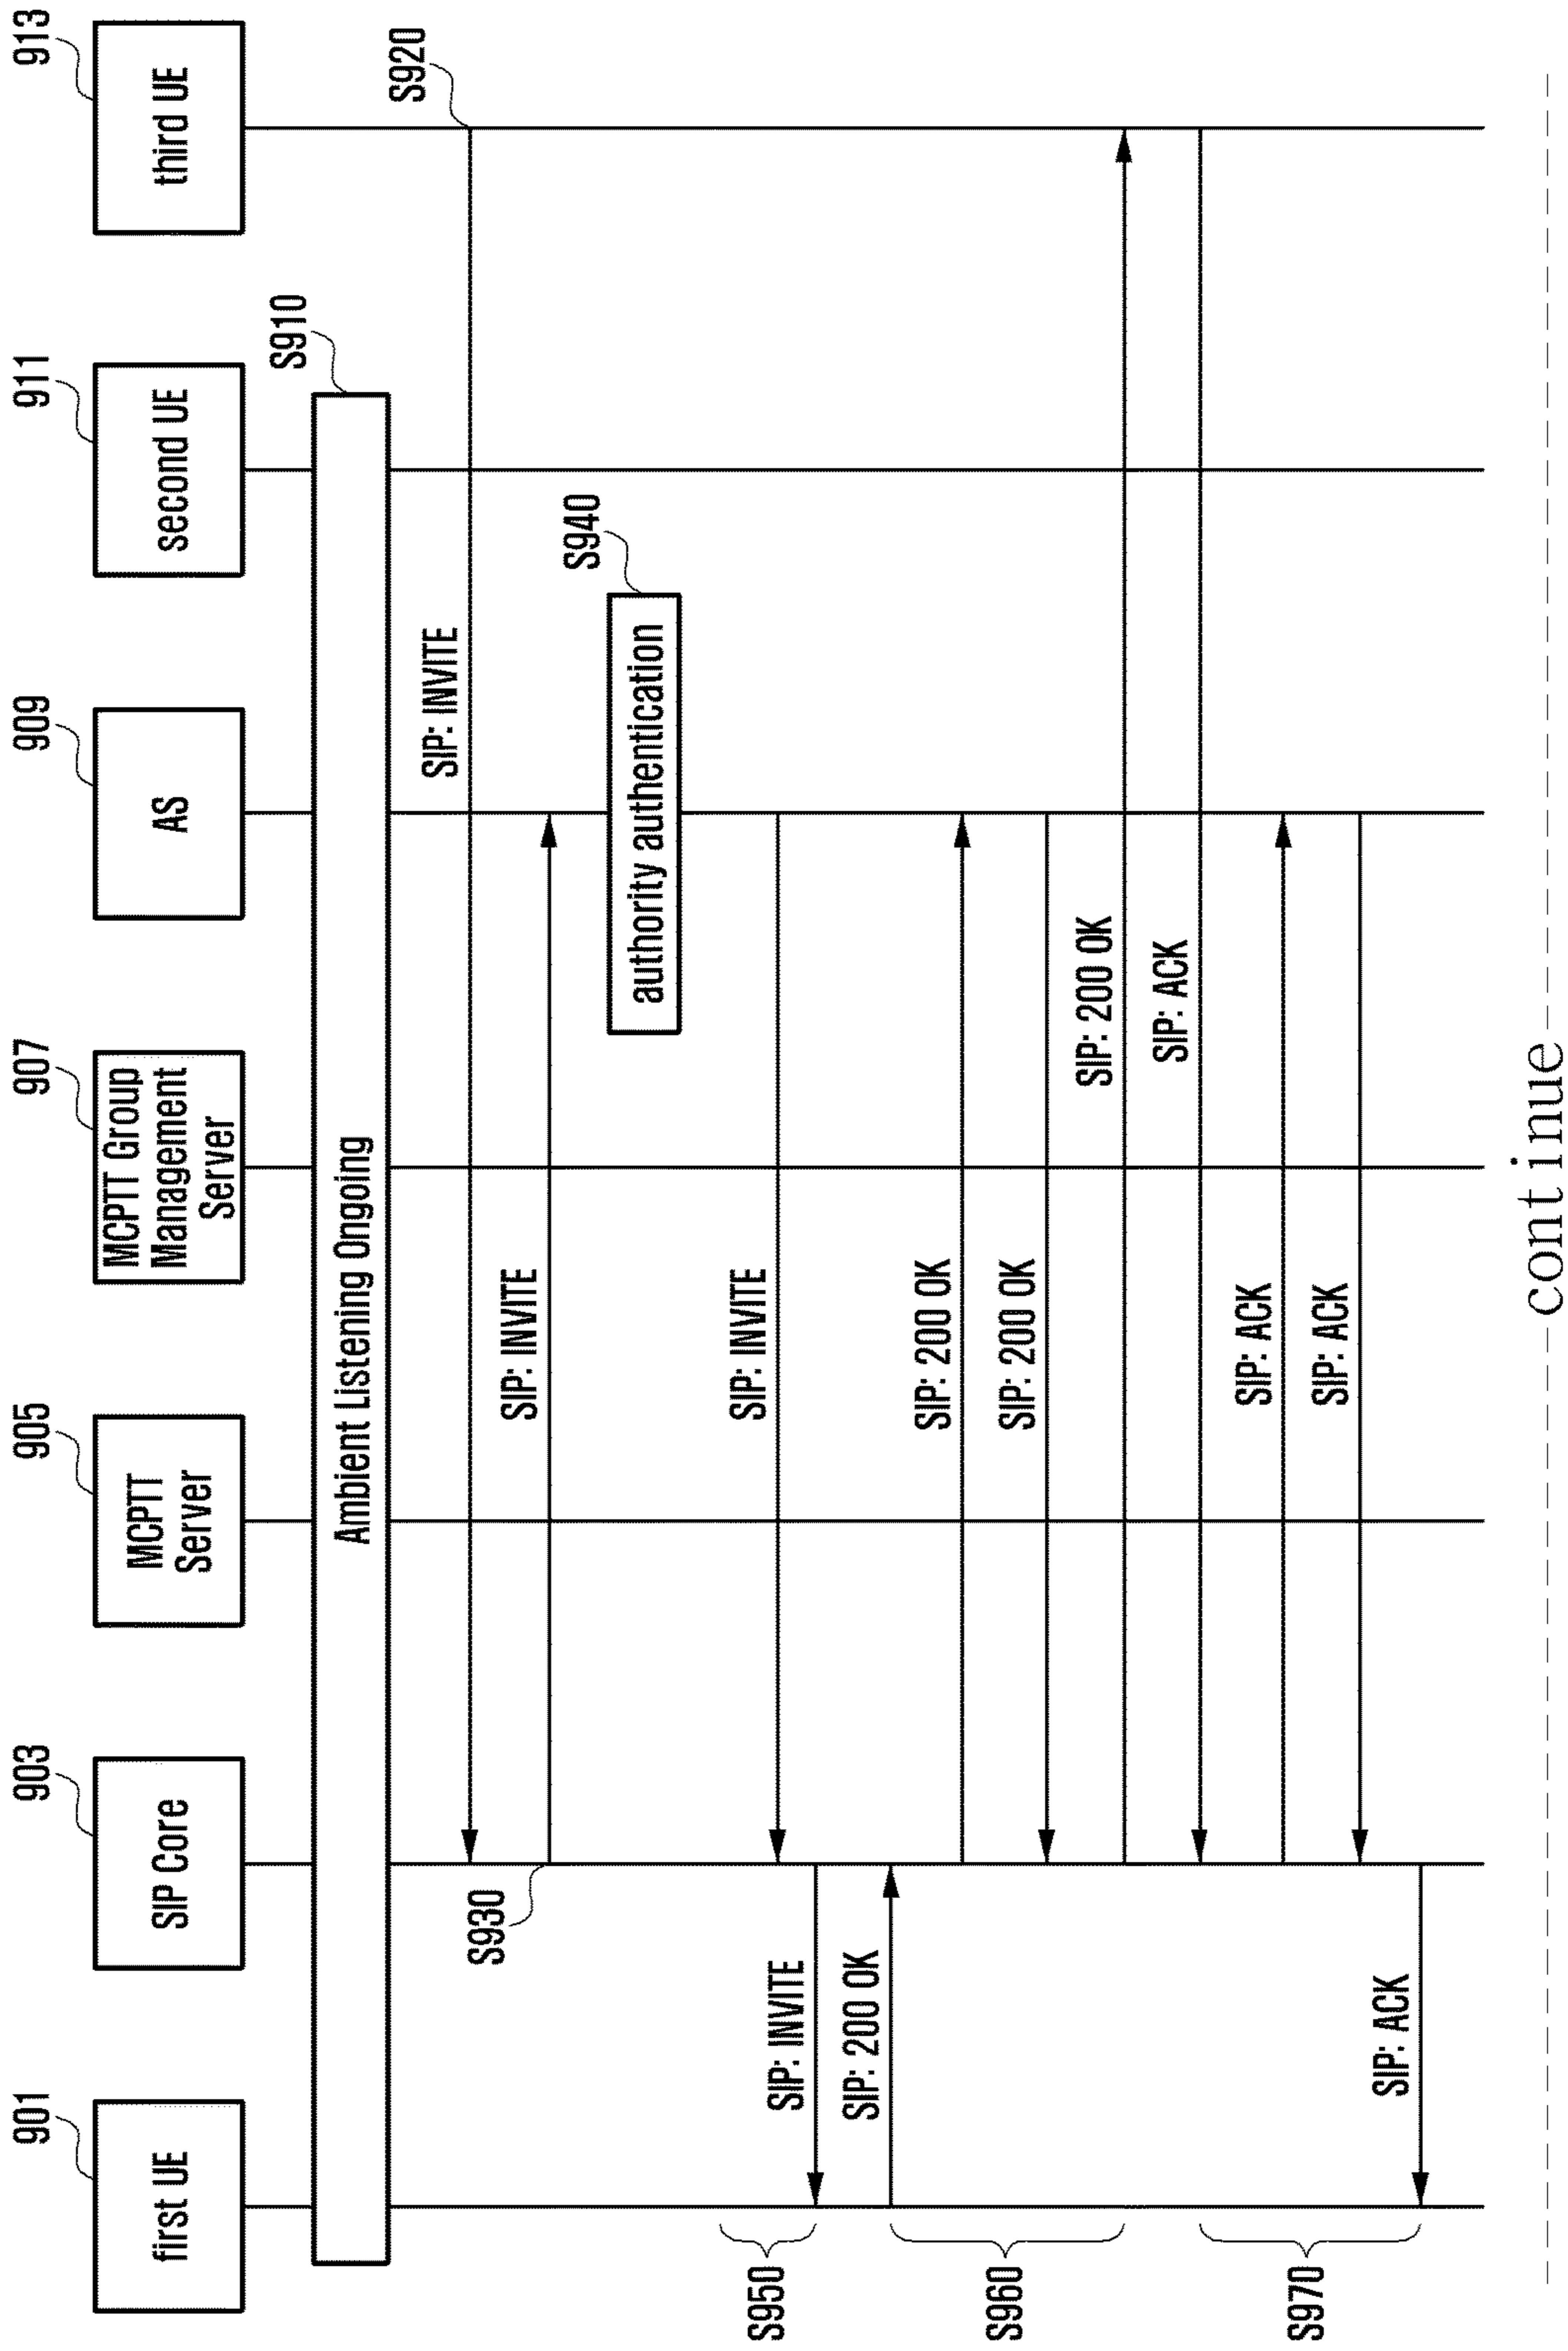 901
903
905
907
909
911
913
first UE
SIP Core
MCPTT
Server
MCPTT Group
Management
Server
AS
second UE
third UE
S910
Ambient Listening Ongoing
SIP: INVITE
S920
S930
SIP: INVITE
S940
authority authentication
S950
SIP: INVITE
SIP: INVITE
S960
SIP: 200 OK
SIP: 200 OK
SIP: 200 OK
SIP: 200 OK
S970
SIP: ACK
SIP: ACK
SIP: ACK
SIP: ACK
continue